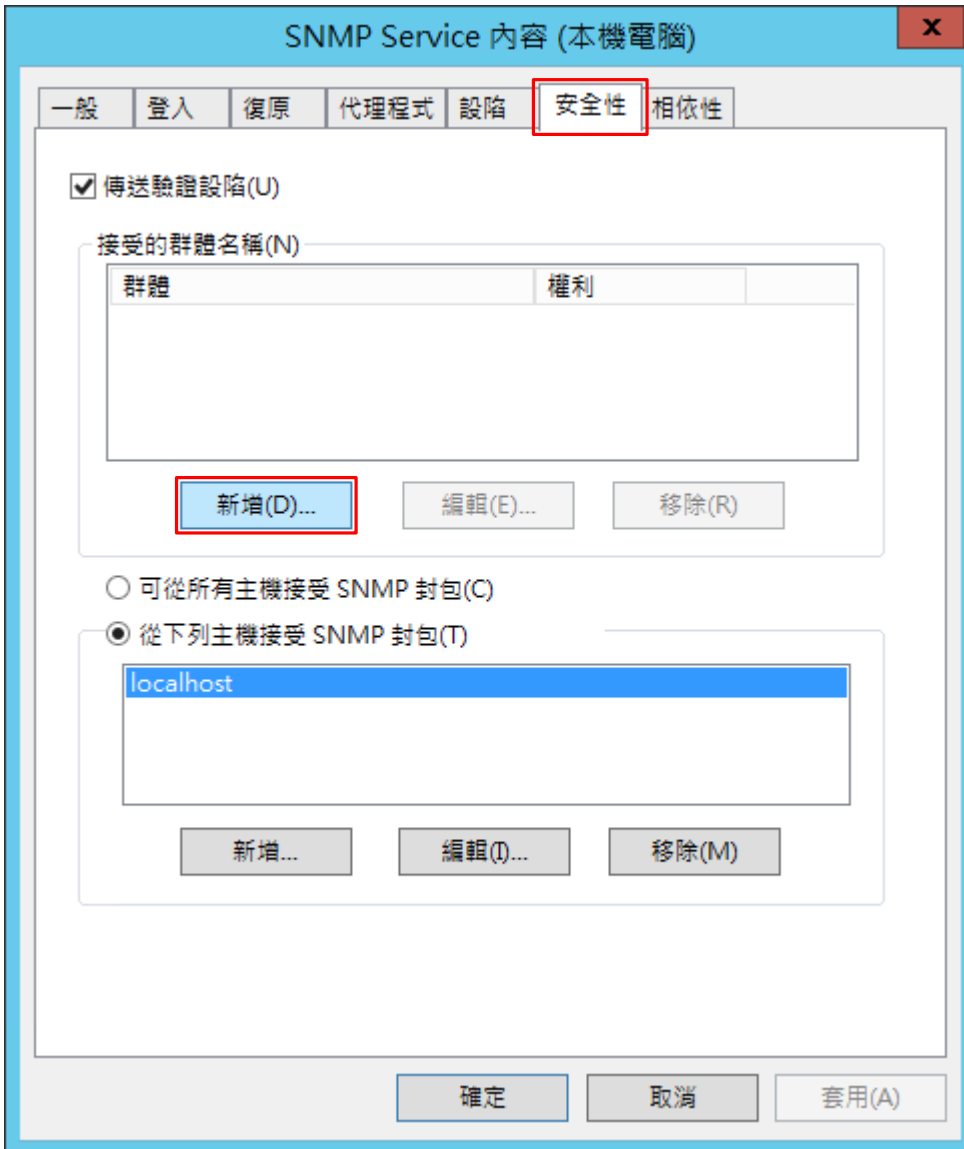 SNMP Service 內容 (本機電腦)
x
一般 登入 復原 代理程式 設陷 安全性 相依性
傳送驗證設陷(U)
接受的群體名稱(N)
群體 權利
新增(D)... 編輯(E)... 移除(R)
可從所有主機接受 SNMP 封包(C)
從下列主機接受 SNMP 封包(T)
localhost
新增... 編輯(I)... 移除(M)
確定 取消 套用(A)